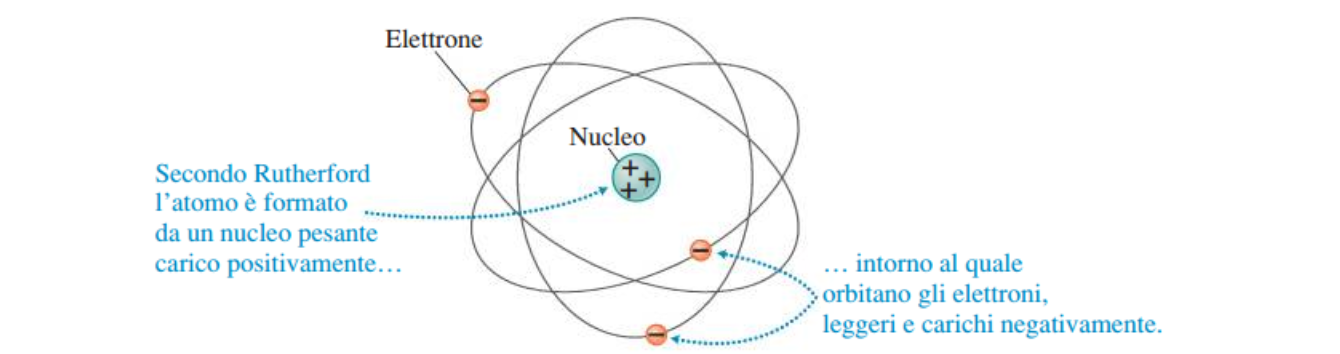 Elettrone
Nucleo
+
+
+
−
−
−
Secondo Rutherford
l’atomo è formato
da un nucleo pesante
carico positivamente…
… intorno al quale
orbitano gli elettroni,
leggeri e carichi negativamente.